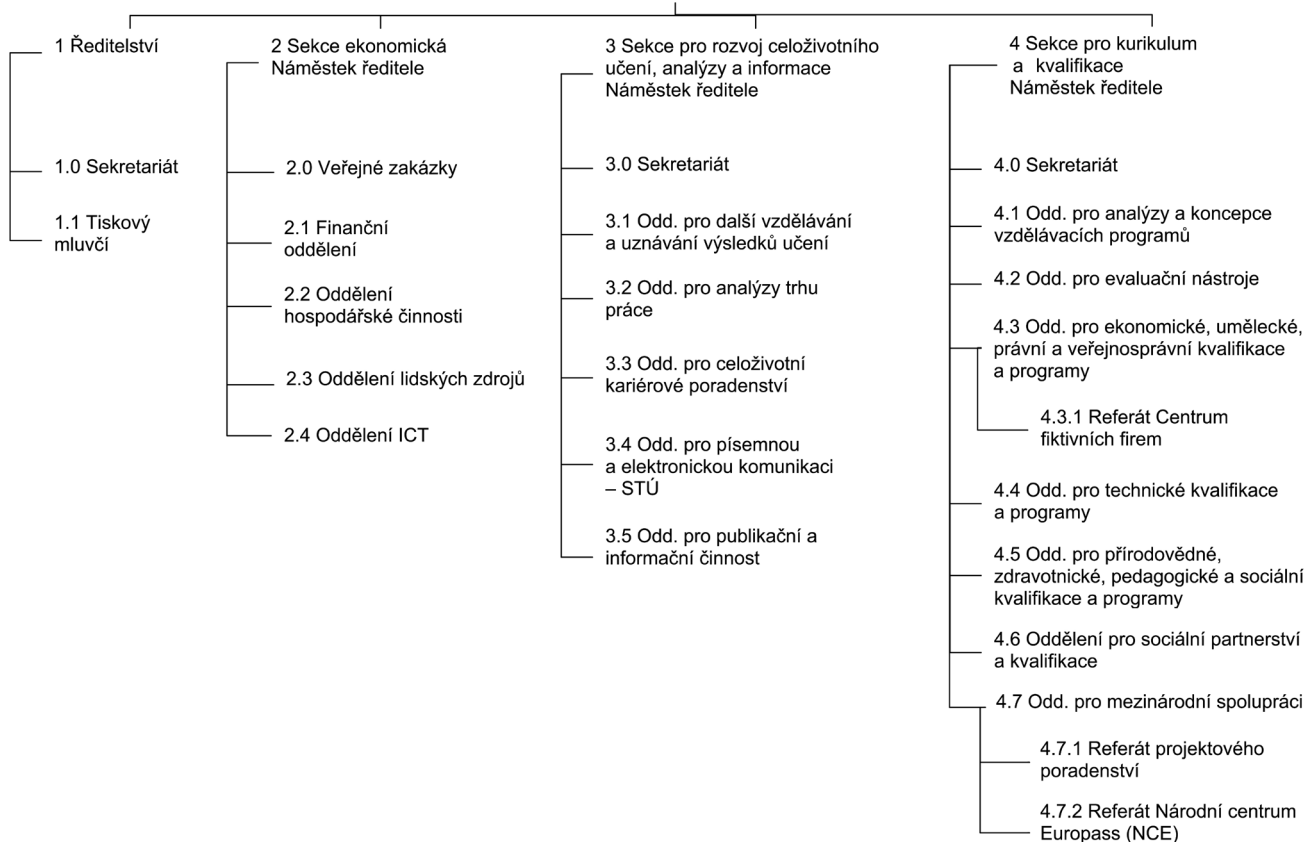 1 Ředitelství
1.0 Sekretariát
1.1 Tiskový
mluvčí
2 Sekce ekonomická
Náměstek ředitele
2.0 Veřejné zakázky
2.1 Finanční
oddělení
2.2 Oddělení
hospodářské činnosti
2.3 Oddělení lidských zdrojů
2.4 Oddělení ICT
3 Sekce pro rozvoj celoživotního
učení, analýzy a informace
Náměstek ředitele
3.0 Sekretariát
3.1 Odd. pro další vzdělávání
a uznávání výsledků učení
3.2 Odd. pro analýzy trhu
práce
3.3 Odd. pro celoživotní
kariérové poradenství
3.4 Odd. pro písemnou
a elektronickou komunikaci
– STÚ
3.5 Odd. pro publikační a
informační činnost
4 Sekce pro kurikulum
a kvalifikace
Náměstek ředitele
4.0 Sekretariát
4.1 Odd. pro analýzy a koncepce
vzdělávacích programů
4.2 Odd. pro evaluační nástroje
4.3 Odd. pro ekonomické, umělecké,
právní a veřejnosprávní kvalifikace
a programy
4.3.1 Referát Centrum
fiktivních firem
4.4 Odd. pro technické kvalifikace
a programy
4.5 Odd. pro přírodovědné,
zdravotnické, pedagogické a sociální
kvalifikace a programy
4.6 Oddělení pro sociální partnerství
a kvalifikace
4.7 Odd. pro mezinárodní spolupráci
4.7.1 Referát projektového
poradenství
4.7.2 Referát Národní centrum
Europass (NCE)